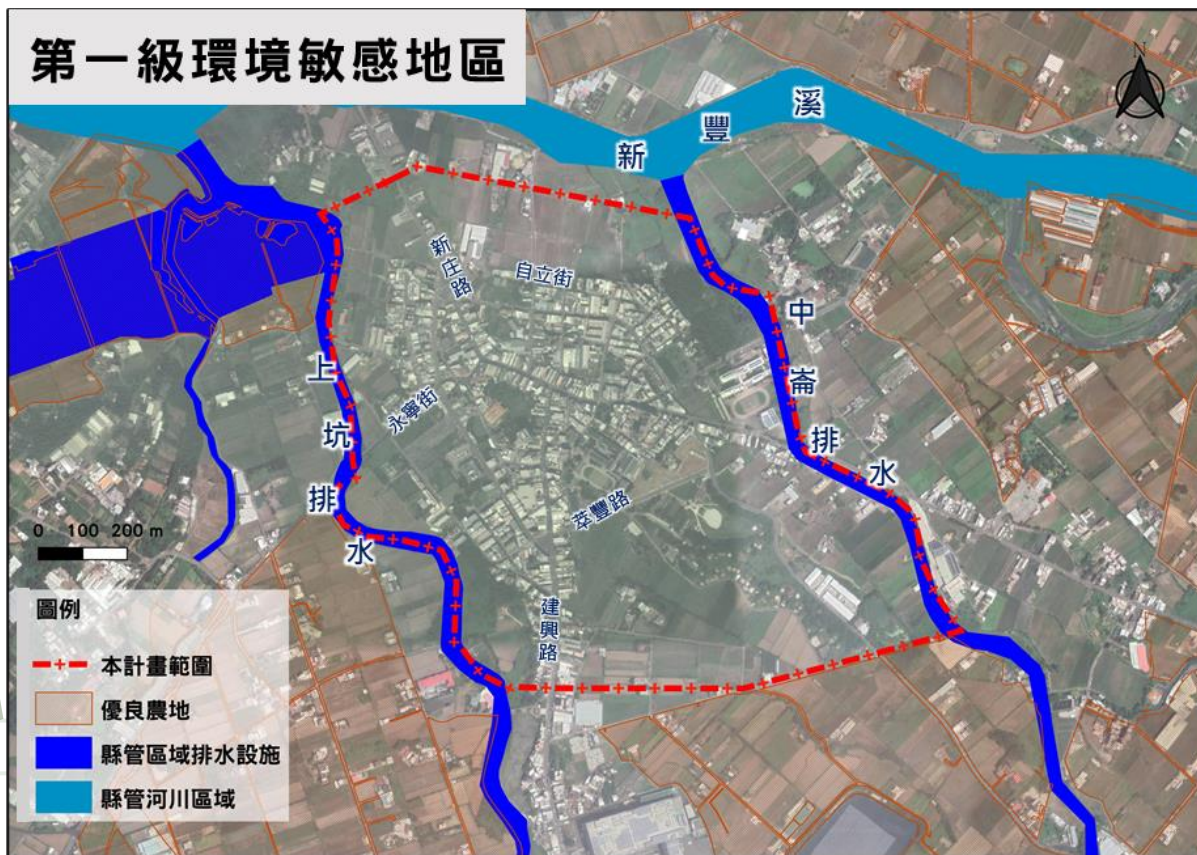 第一級環境敏感地區
N
新豐溪
新庄路
自立街
中崙排水
上坑排水
永寧街
萃豐路
建興路
0 100 200 m
圖例
本計畫範圍
優良農地
縣管區域排水設施
縣管河川區域